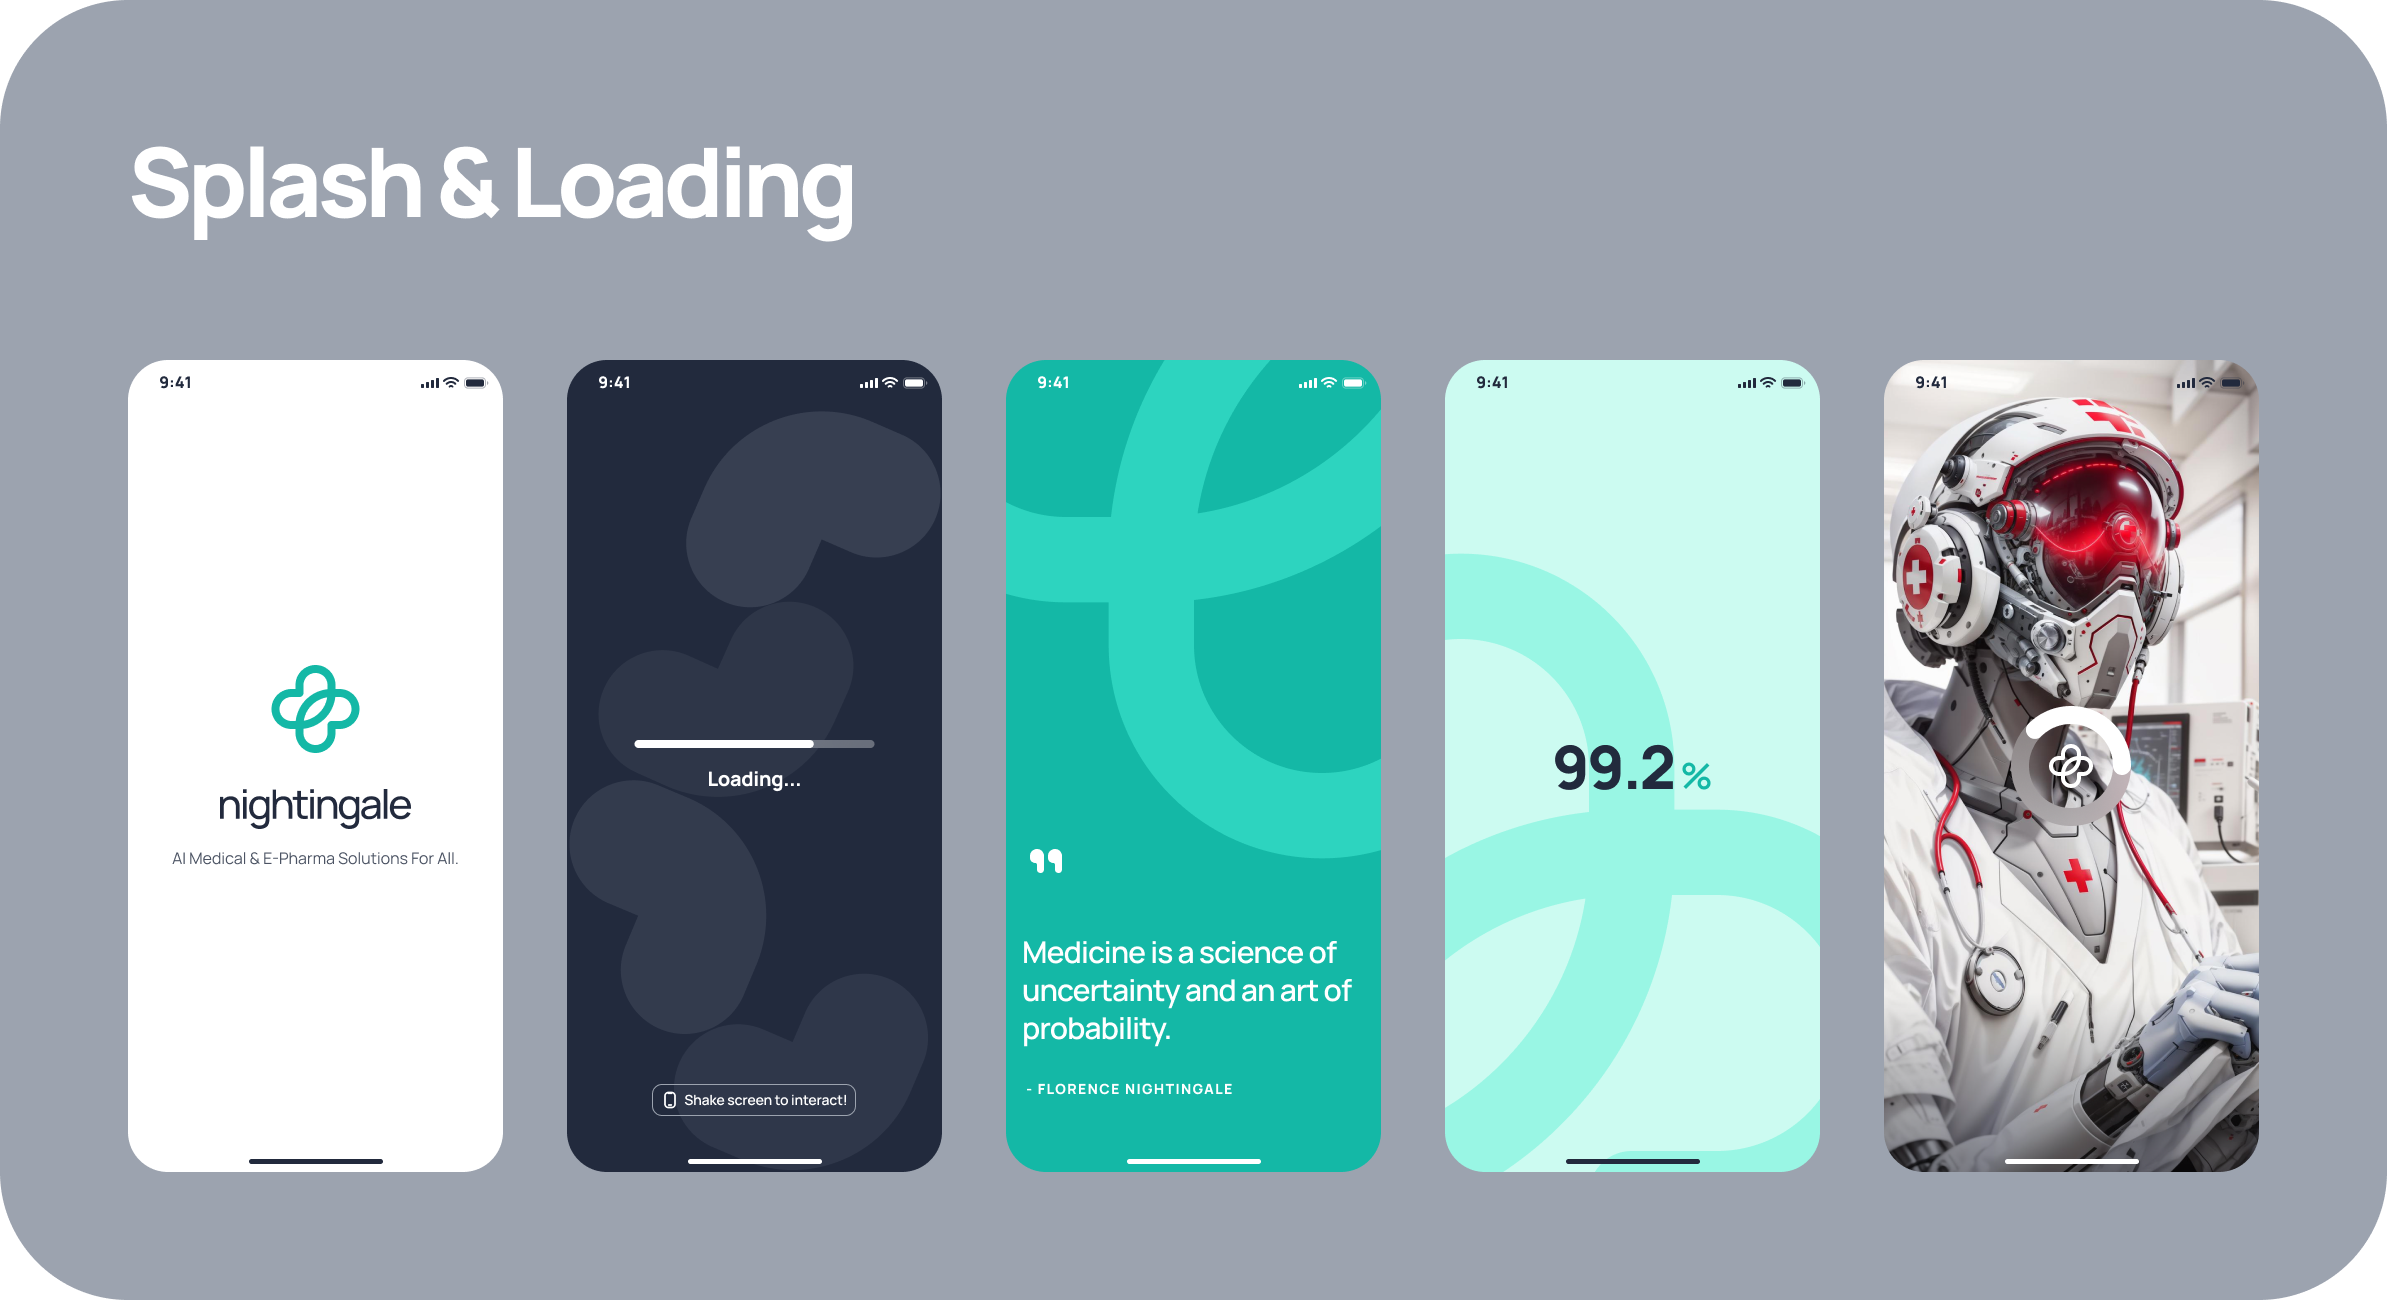 Splash & Loading
9:41
nightingale
AI Medical & E-Pharma Solutions For All.
9:41
Loading...
Shake screen to interact!
9:41
"
Medicine is a science of
uncertainty and an art of
probability.
- FLORENCE NIGHTINGALE
9:41
99.2%
9:41